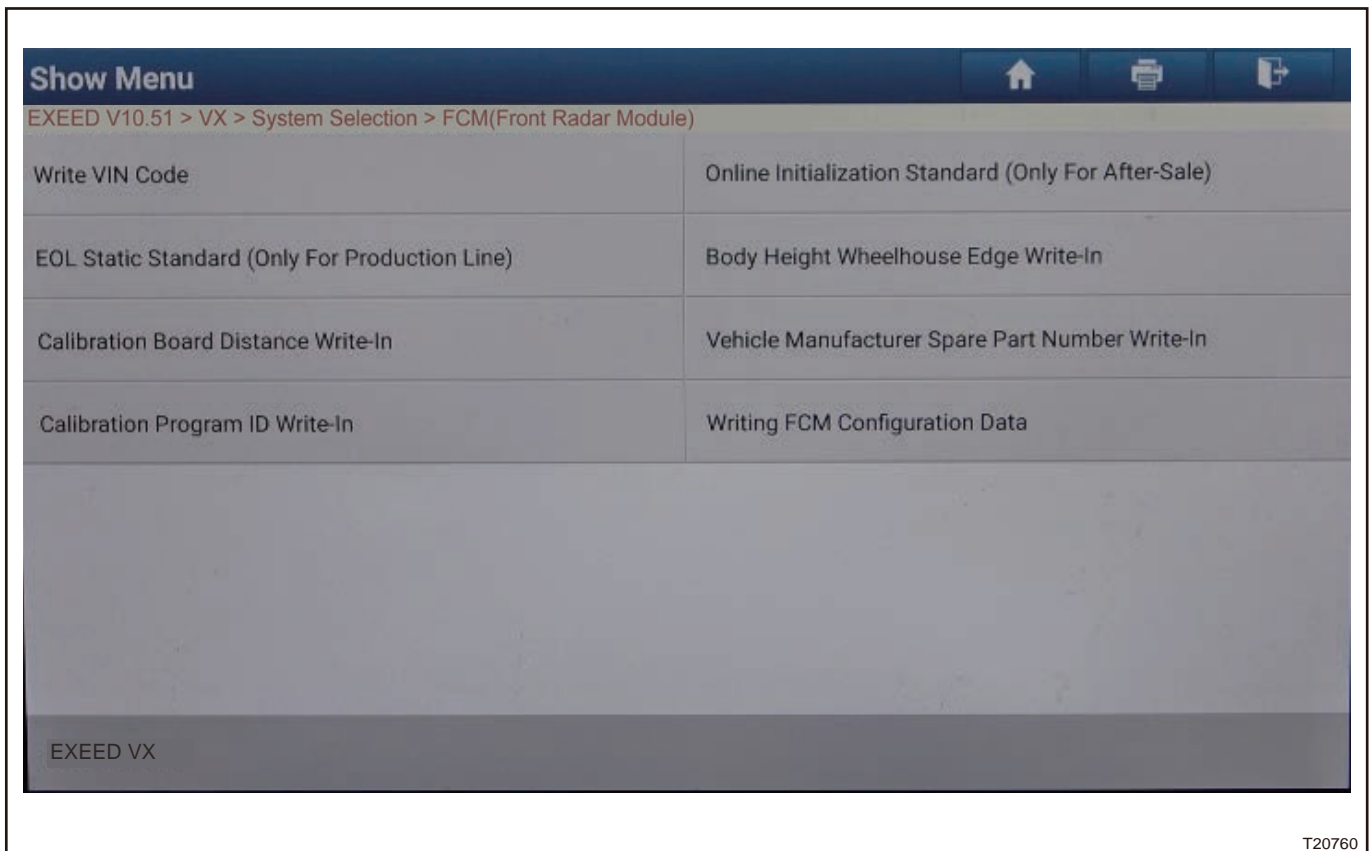 Show Menu
EXEED V10.51 > VX > System Selection > FCM(Front Radar Module)
Write VIN Code
Online Initialization Standard (Only For After-Sale)
EOL Static Standard (Only For Production Line)
Body Height Wheelhouse Edge Write-In
Calibration Board Distance Write-In
Vehicle Manufacturer Spare Part Number Write-In
Calibration Program ID Write-In
Writing FCM Configuration Data
EXEED VX
T20760